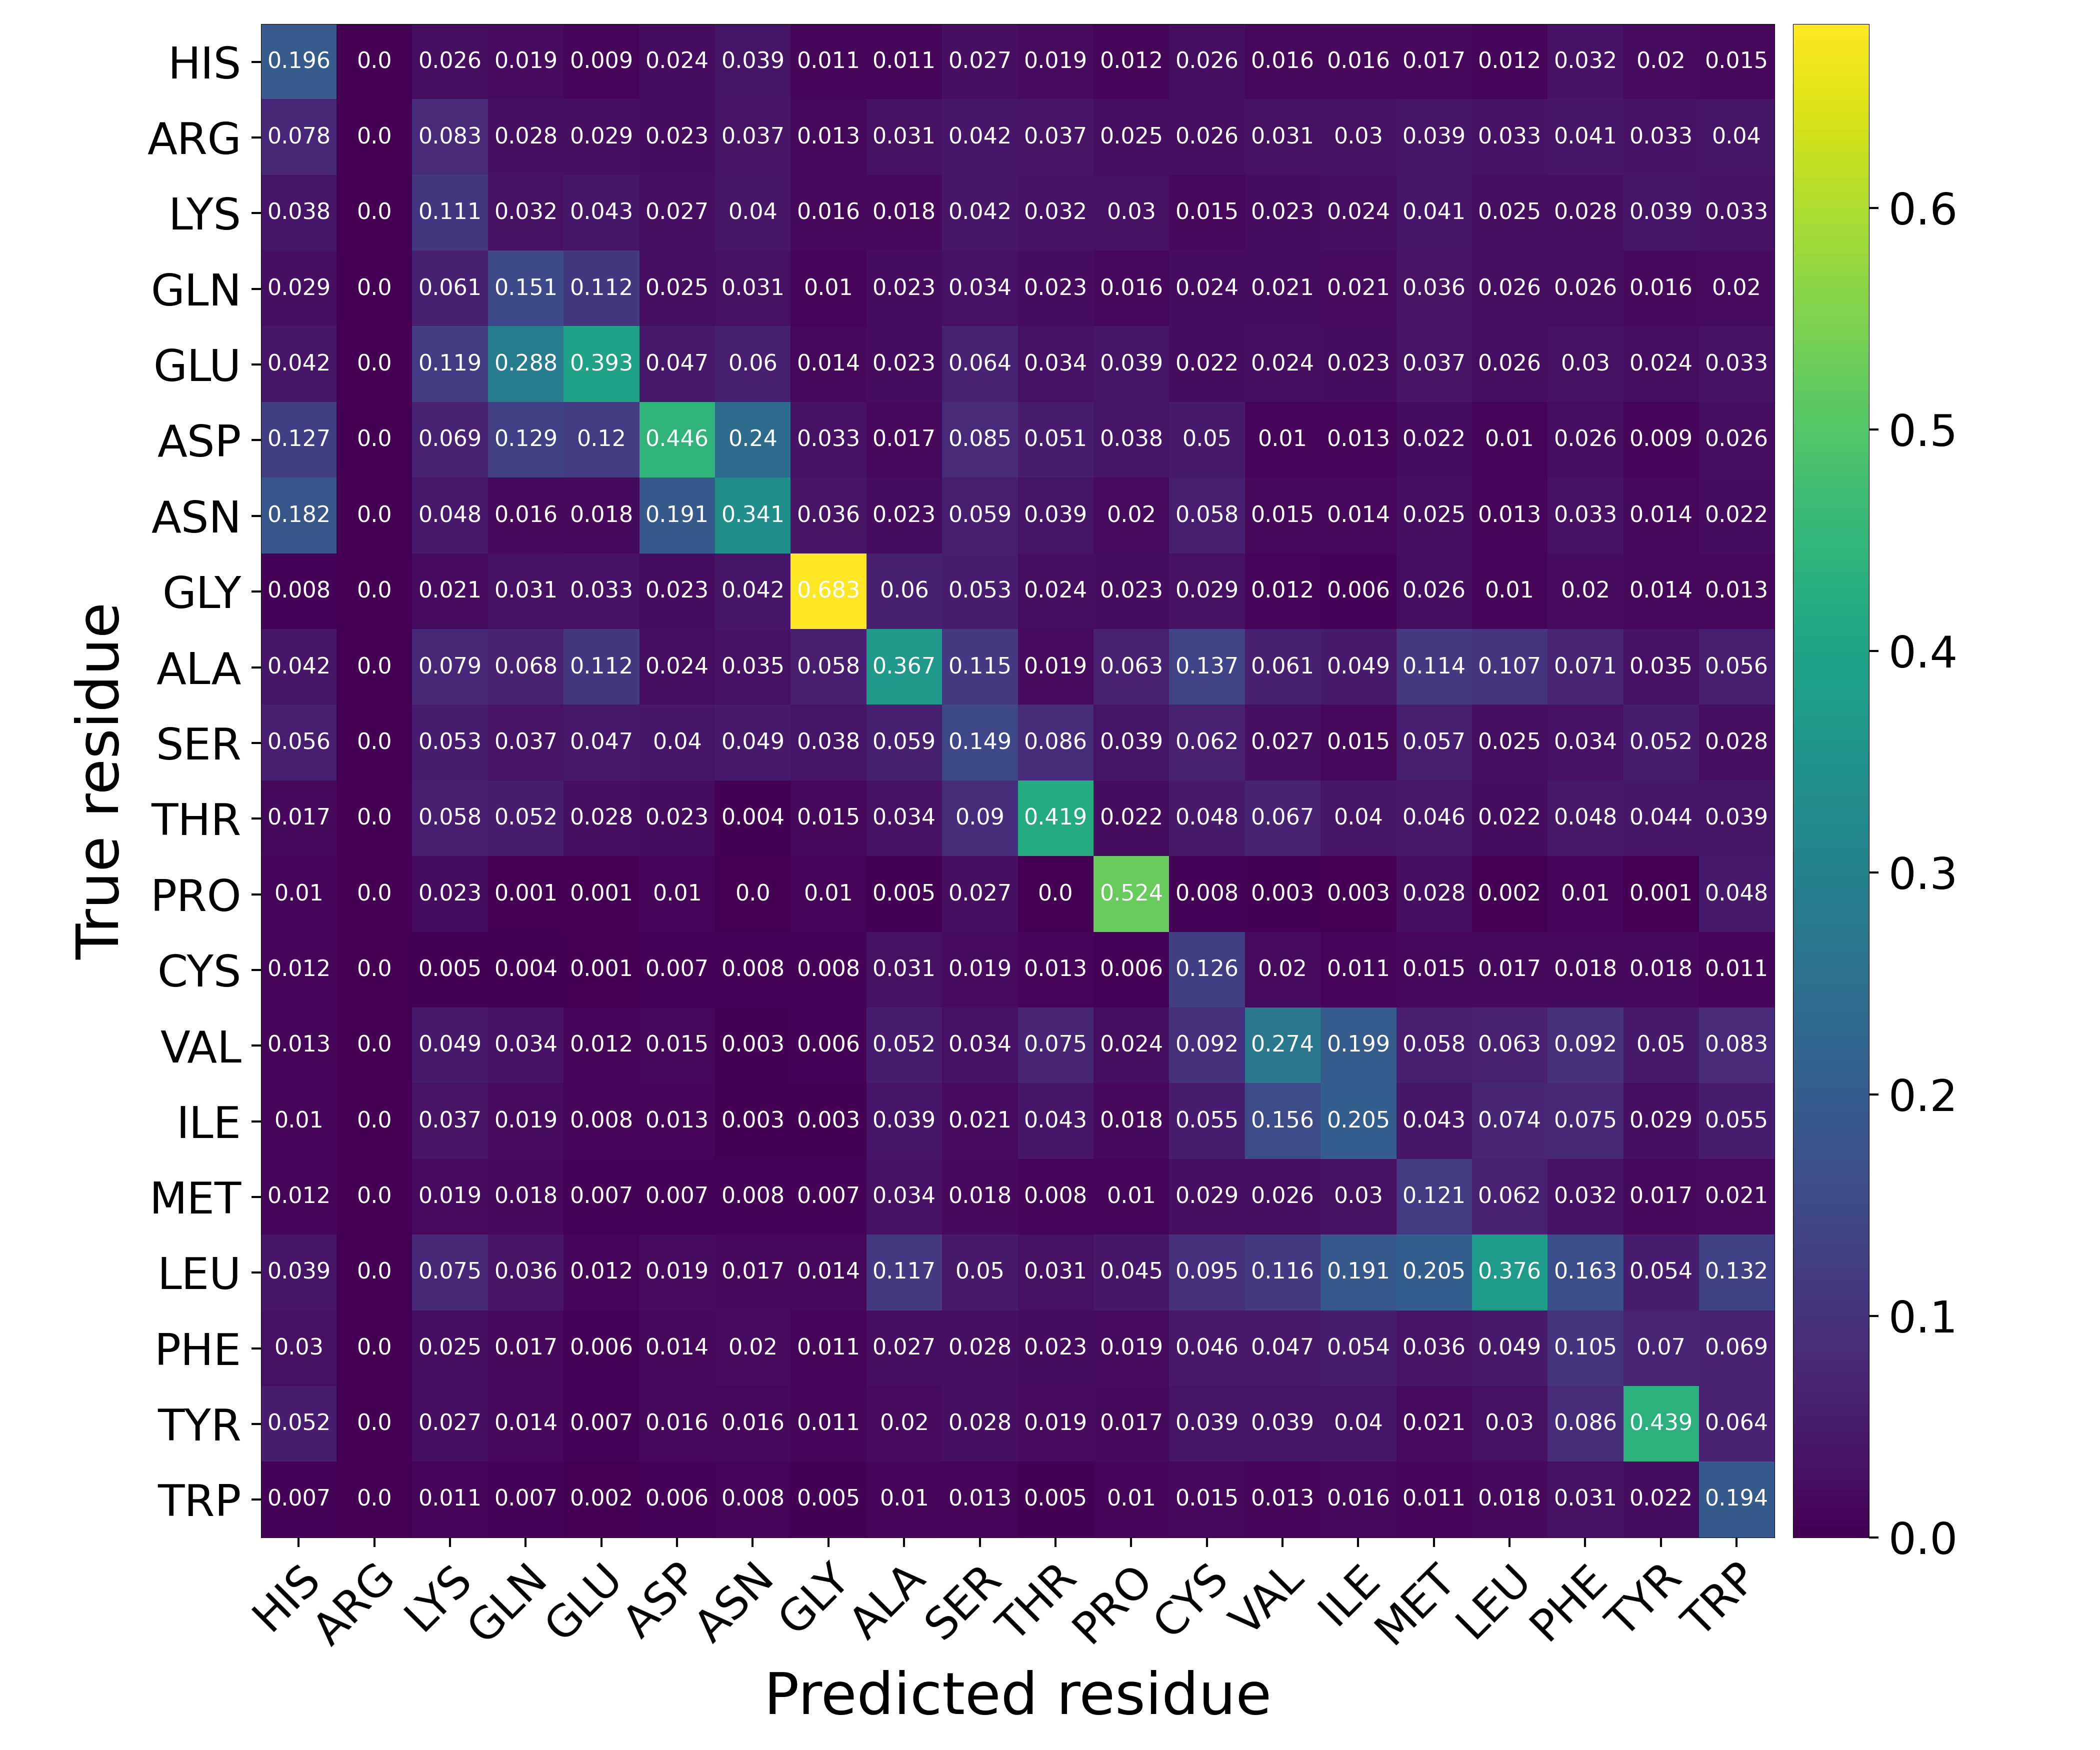 HIS 0.196 0.0 0.026 0.019 0.009 0.024 0.039 0.011 0.011 0.027 0.019 0.012 0.026 0.016 0.016 0.017 0.012 0.032 0.02 0.015
ARG 0.078 0.0 0.083 0.028 0.029 0.023 0.037 0.013 0.031 0.042 0.037 0.025 0.026 0.031 0.03 0.039 0.033 0.041 0.033 0.04
LYS 0.038 0.0 0.111 0.032 0.043 0.027 0.04 0.016 0.018 0.042 0.032 0.03 0.015 0.023 0.024 0.041 0.025 0.028 0.039 0.033 0.6
GLN 0.029 0.0 0.061 0.151 0.112 0.025 0.031 0.01 0.023 0.034 0.023 0.016 0.024 0.021 0.021 0.036 0.026 0.026 0.016 0.02
GLU 0.042 0.0 0.119 0.288 0.393 0.047 0.06 0.014 0.023 0.064 0.034 0.039 0.022 0.024 0.023 0.037 0.026 0.03 0.024 0.033
ASP 0.127 0.0 0.069 0.129 0.12 0.446 0.24 0.033 0.017 0.085 0.051 0.038 0.05 0.01 0.013 0.022 0.01 0.026 0.009 0.026 0.5
ASN 0.182 0.0 0.048 0.016 0.018 0.191 0.341 0.036 0.023 0.059 0.039 0.02 0.058 0.015 0.014 0.025 0.013 0.033 0.014 0.022
GLY 0.008 0.0 0.021 0.031 0.033 0.023 0.042 0.683 0.06 0.053 0.024 0.023 0.029 0.012 0.006 0.026 0.01 0.02 0.014 0.013
ALA 0.042 0.0 0.079 0.068 0.112 0.024 0.035 0.058 0.367 0.115 0.019 0.063 0.137 0.061 0.049 0.114 0.107 0.071 0.035 0.056 0.4
SER 0.056 0.0 0.053 0.037 0.047 0.04 0.049 0.038 0.059 0.149 0.086 0.039 0.062 0.027 0.015 0.057 0.025 0.034 0.052 0.028
True residue
THR 0.017 0.0 0.058 0.052 0.028 0.023 0.004 0.015 0.034 0.09 0.419 0.022 0.048 0.067 0.04 0.046 0.022 0.048 0.044 0.039
PRO 0.01 0.0 0.023 0.001 0.001 0.01 0.0 0.01 0.005 0.027 0.0 0.524 0.008 0.003 0.003 0.028 0.002 0.01 0.001 0.048 0.3
CYS 0.012 0.0 0.005 0.004 0.001 0.007 0.008 0.008 0.031 0.019 0.013 0.006 0.126 0.02 0.011 0.015 0.017 0.018 0.018 0.011
VAL 0.013 0.0 0.049 0.034 0.012 0.015 0.003 0.006 0.052 0.034 0.075 0.024 0.092 0.274 0.199 0.058 0.063 0.092 0.05 0.083
ILE 0.01 0.0 0.037 0.019 0.008 0.013 0.003 0.003 0.039 0.021 0.043 0.018 0.055 0.156 0.205 0.043 0.074 0.075 0.029 0.055 0.2
MET 0.012 0.0 0.019 0.018 0.007 0.007 0.008 0.007 0.034 0.018 0.008 0.01 0.029 0.026 0.03 0.121 0.062 0.032 0.017 0.021
LEU 0.039 0.0 0.075 0.036 0.012 0.019 0.017 0.014 0.117 0.05 0.031 0.045 0.095 0.116 0.191 0.205 0.376 0.163 0.054 0.132
PHE 0.03 0.0 0.025 0.017 0.006 0.014 0.02 0.011 0.027 0.028 0.023 0.019 0.046 0.047 0.054 0.036 0.049 0.105 0.07 0.069 0.1
TYR 0.052 0.0 0.027 0.014 0.007 0.016 0.016 0.011 0.02 0.028 0.019 0.017 0.039 0.039 0.04 0.021 0.03 0.086 0.439 0.064
TRP 0.007 0.0 0.011 0.007 0.002 0.006 0.008 0.005 0.01 0.013 0.005 0.01 0.015 0.013 0.016 0.011 0.018 0.031 0.022 0.194 0.0
HIS ARG LYS GLN GLU ASP ASN GLY ALA SER THR PRO CYS VAL ILE MET LEU PHE TYR TRP
Predicted residue